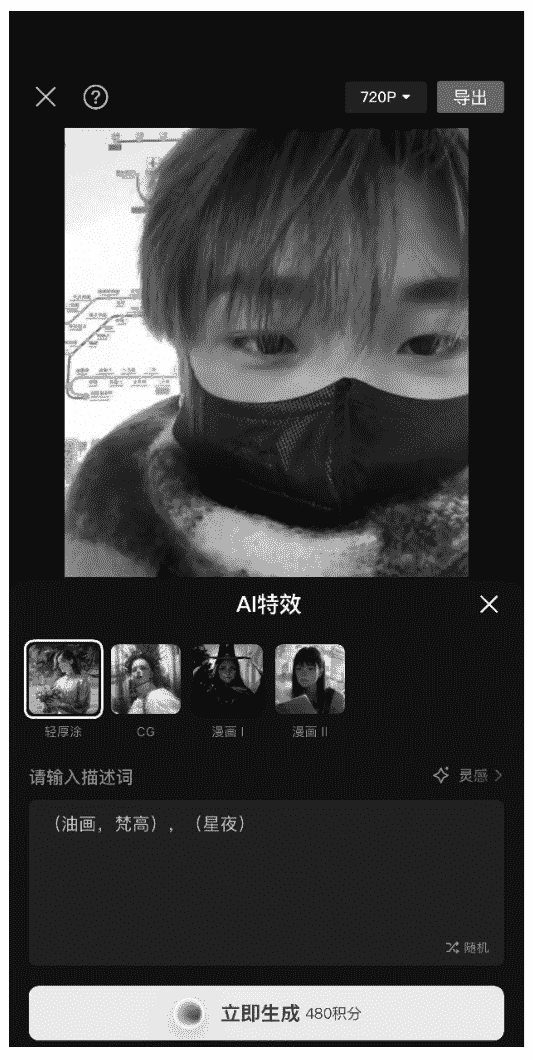 720P
导出
AI特效
轻厚涂
CG
漫画 I
漫画 II
请输入描述词
灵感
（油画，梵高），（星夜）
随机
立即生成 480积分